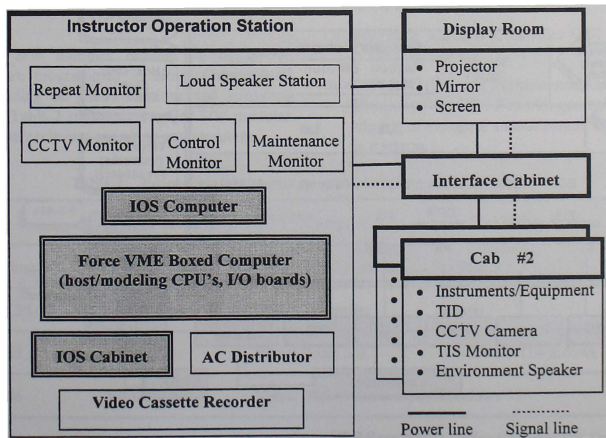 Instructor Operation Station
Repeat Monitor
Loud Speaker Station
CCTV Monitor
Control
Monitor
Maintenance
Monitor
IOS Computer
Force VME Boxed Computer
(host/modeling CPU's, I/O boards)
IOS Cabinet
AC Distributor
Video Cassette Recorder
Display Room
• Projector
• Mirror
• Screen
Interface Cabinet
Cab #2
• Instruments/Equipment
• TID
• CCTV Camera
• TIS Monitor
• Environment Speaker
Power line
Signal line